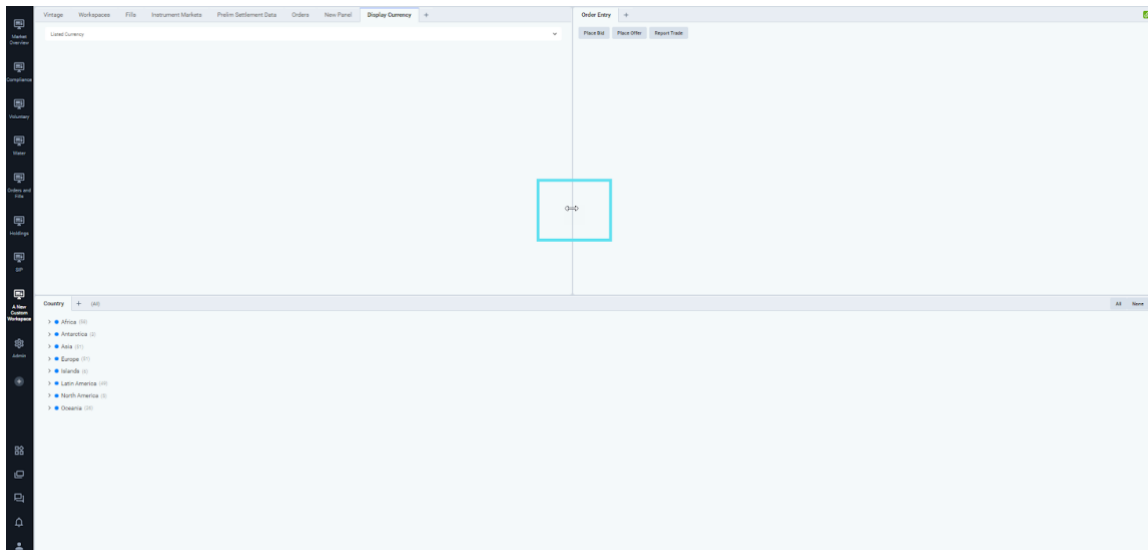 Vintage Workspaces Fills Instrument Markets Prelim Settlement Data Orders New Panel Display Currency +
Order Entry +
Listed Currency
Place Bid Place Offer Report Trade
Market
Overview
Compliance
Voluntary
Water
Orders and
Fills
Holdings
SIP
A New
Custom
Workspace
Admin
Country + (All)
All None
Africa
Antarctica
Asia
Europe
Islands
Latin America
North America
Oceania